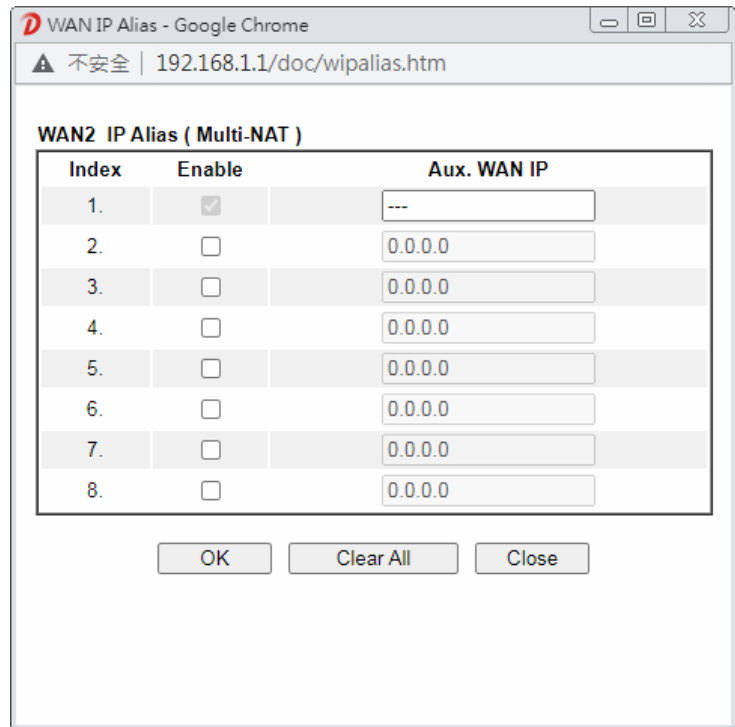 WAN IP Alias - Google Chrome
不安全 | 192.168.1.1/doc/wipalias.htm
WAN2 IP Alias ( Multi-NAT )
Index Enable Aux. WAN IP
1. ---
2. 0.0.0.0
3. 0.0.0.0
4. 0.0.0.0
5. 0.0.0.0
6. 0.0.0.0
7. 0.0.0.0
8. 0.0.0.0
OK Clear All Close